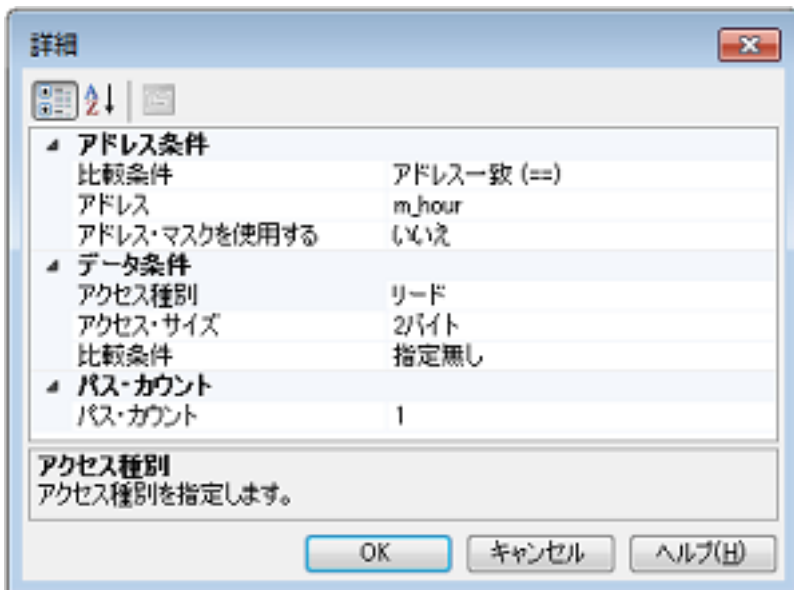 詳細
アドレス条件
比較条件 アドレス一致 (==)
アドレス m_hour
アドレス・マスクを使用する いいえ
データ条件
アクセス種別 リード
アクセス・サイズ 2バイト
比較条件 指定無し
パス・カウント
パス・カウント 1
アクセス種別
アクセス種別を指定します。
OK キャンセル ヘルプ(H)